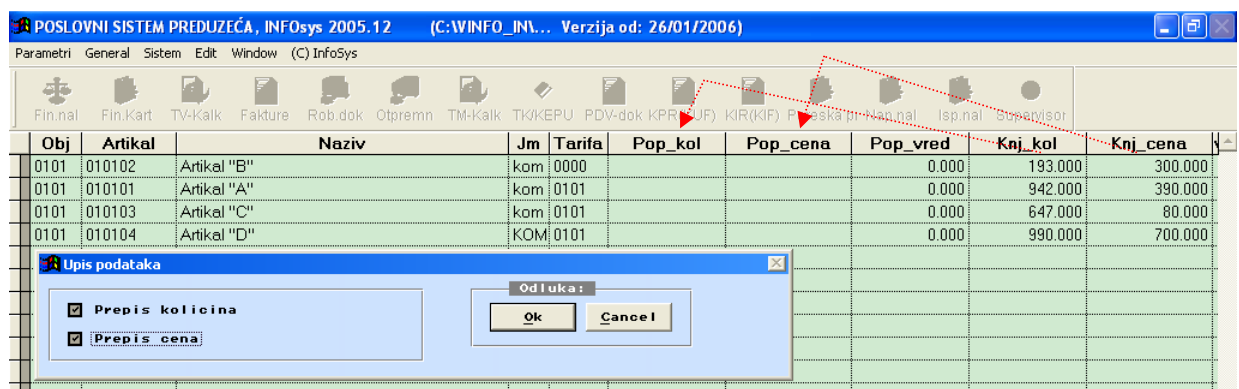 POSLOVNI SISTEM PREDUZEĆA, INFOsys 2005.12 (C:\WINFO_IN\... Verzija od: 26/01/2006)
Parametri General Sistem Edit Window (C) InfoSys
Fin.nal Fin.Kart TV-Kalk Fakture Rob.dok Otpremn TM-Kalk TK/KEPU PDV-dok KPR(KUF) KIR(KIF) Nap.nal Isp.nal Supervisor
Obj Artikal Naziv Jm Tarifa Pop_kol Pop_cena Pop_vred Knj_kol Knj_cena
0101 010102 Artikal "B" kom 0000 0.000 193.000 300.000
0101 010101 Artikal "A" kom 0101 0.000 942.000 390.000
0101 010103 Artikal "C" kom 0101 0.000 647.000 80.000
0101 010104 Artikal "D" KOM 0101 0.000 990.000 700.000
Upis podataka
Odluka:
Prepis kolicina
Ok Cancel
Prepis cena